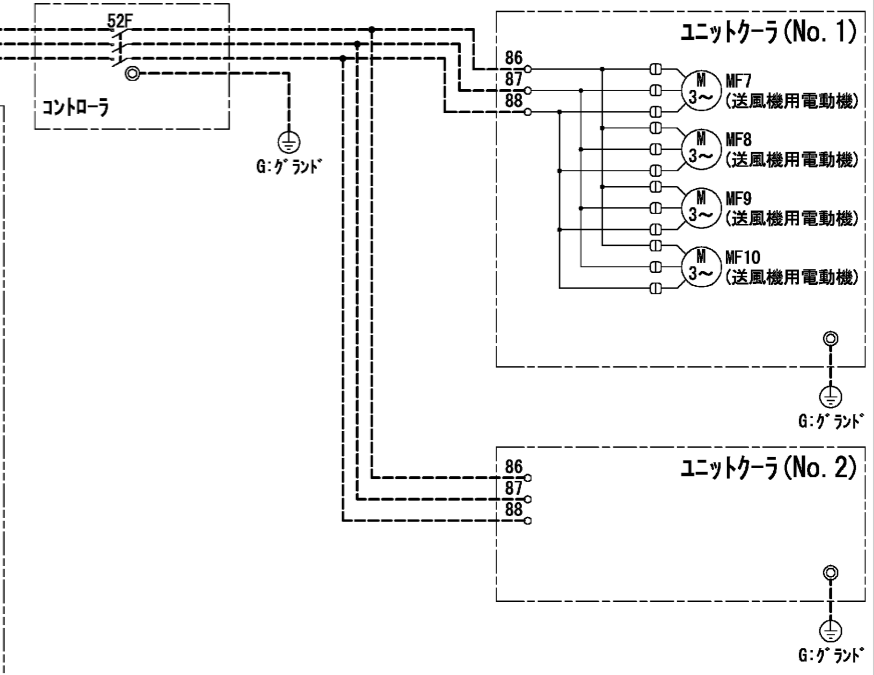 52F
コントローラ
G:グランド
ユニットクーラ(No. 1)
86
87
88
M
3~
MF7
(送風機用電動機)
M
3~
MF8
(送風機用電動機)
M
3~
MF9
(送風機用電動機)
M
3~
MF10
(送風機用電動機)
G:グランド
ユニットクーラ(No. 2)
86
87
88
G:グランド